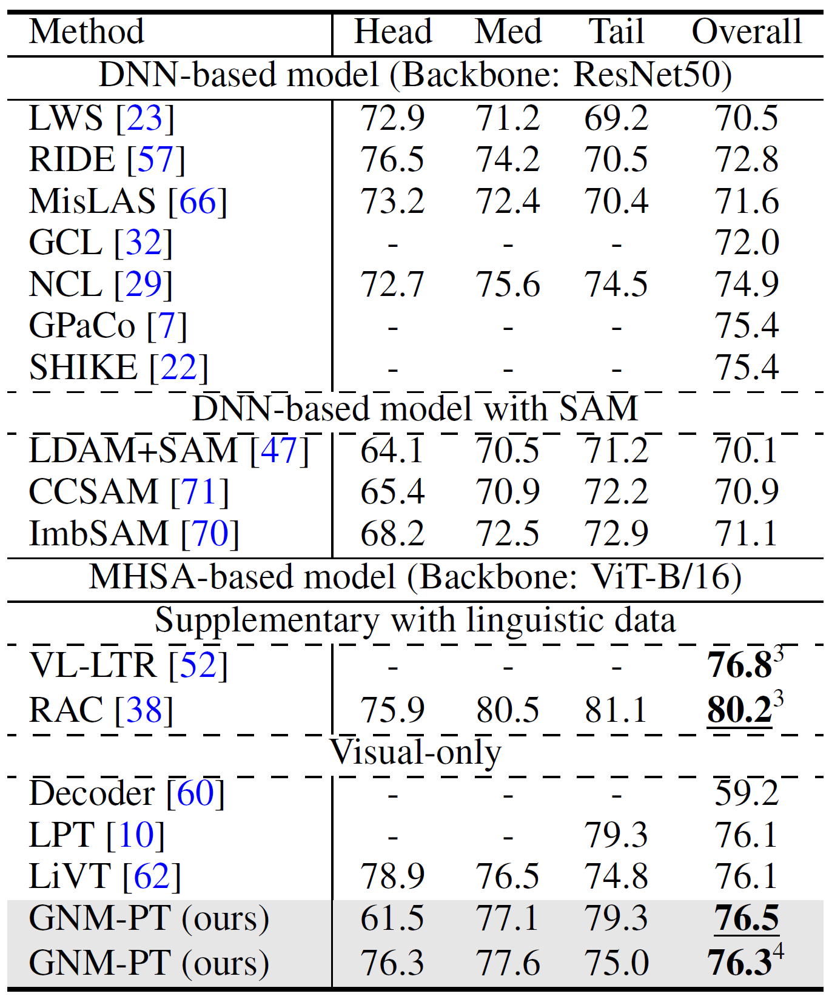 Method Head Med Tail Overall
DNN-based model (Backbone: ResNet50)
LWS [23] 72.9 71.2 69.2 70.5
RIDE [57] 76.5 74.2 70.5 72.8
MisLAS [66] 73.2 72.4 70.4 71.6
GCL [32] - - - 72.0
NCL [29] 72.7 75.6 74.5 74.9
GPaCo [7] - - - 75.4
SHIKE [22] - - - 75.4
DNN-based model with SAM
LDAM+SAM [47] 64.1 70.5 71.2 70.1
CCSAM [71] 65.4 70.9 72.2 70.9
ImbSAM [70] 68.2 72.5 72.9 71.1
MHSA-based model (Backbone: ViT-B/16)
Supplementary with linguistic data
VL-LTR [52] - - - 76.8³
RAC [38] 75.9 80.5 81.1 80.2³
Visual-only
Decoder [60] - - - 59.2
LPT [10] - - 79.3 76.1
LiVT [62] 78.9 76.5 74.8 76.1
GNM-PT (ours) 61.5 77.1 79.3 76.5
GNM-PT (ours) 76.3 77.6 75.0 76.3⁴